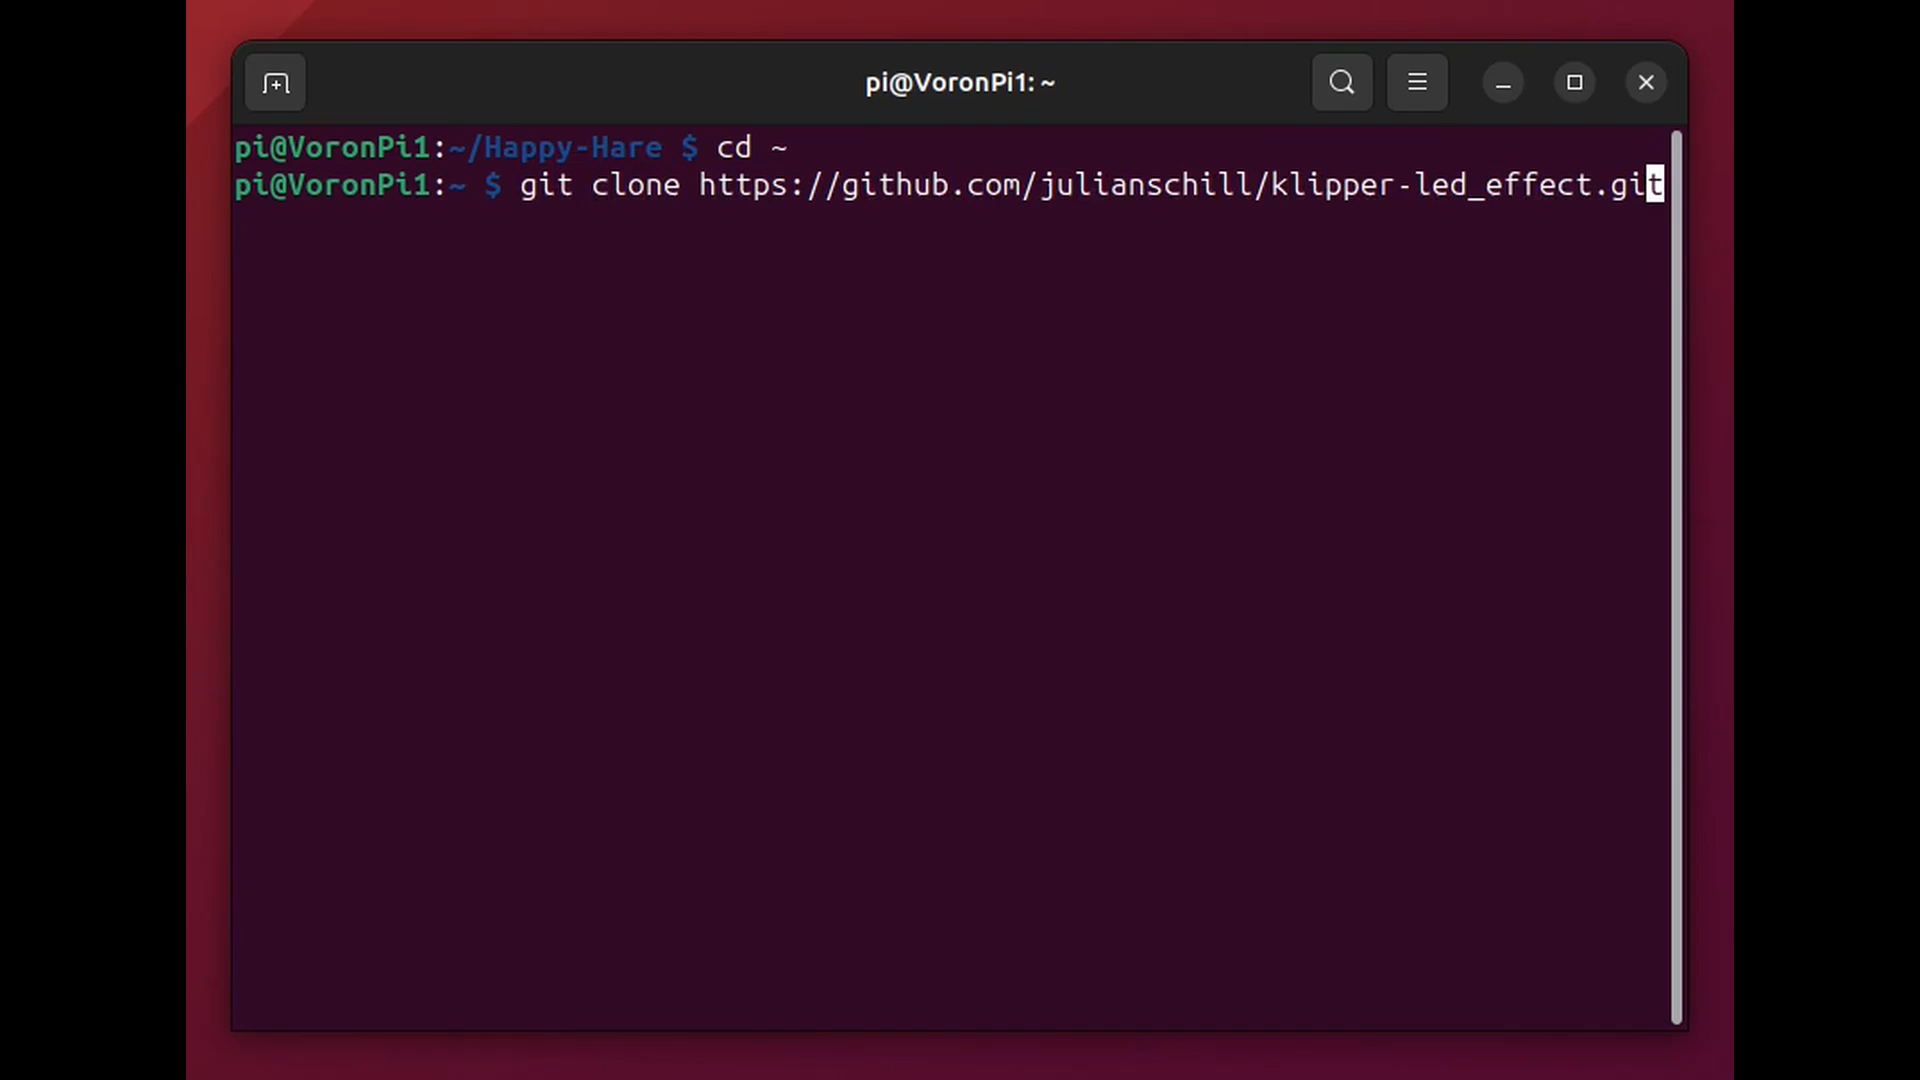 pi@VoronPi1: ~
pi@VoronPi1:~/Happy-Hare $ cd ~
pi@VoronPi1:~ $ git clone https://github.com/julianschill/klipper-led_effect.git